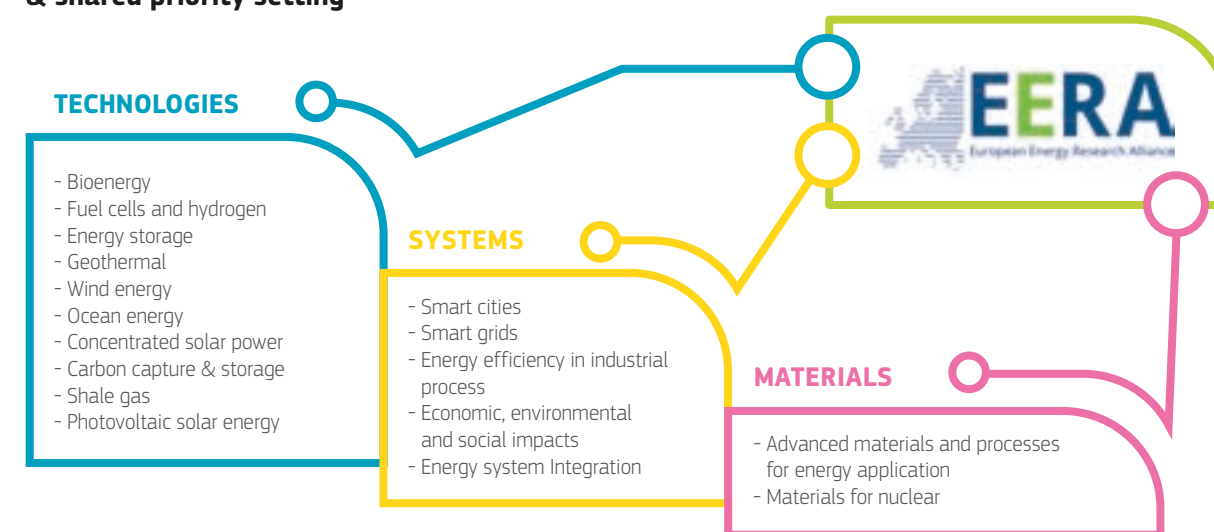 & shared priority setting
EERA
European Energy Research Alliance
TECHNOLOGIES
- Bioenergy
- Fuel cells and hydrogen
- Energy storage
- Geothermal
- Wind energy
- Ocean energy
- Concentrated solar power
- Carbon capture & storage
- Shale gas
- Photovoltaic solar energy
SYSTEMS
- Smart cities
- Smart grids
- Energy efficiency in industrial
process
- Economic, environmental
and social impacts
- Energy system Integration
MATERIALS
- Advanced materials and processes
for energy application
- Materials for nuclear